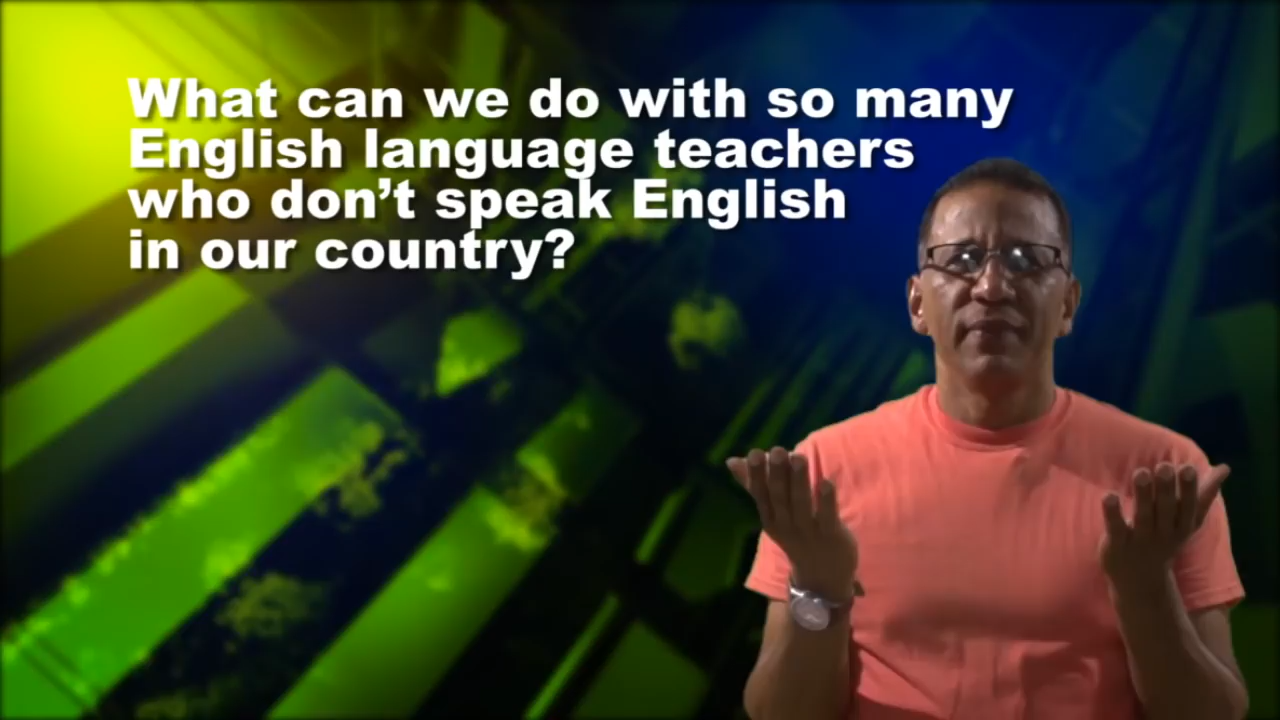 What can we do with so many
English language teachers
who don’t speak English
in our country?